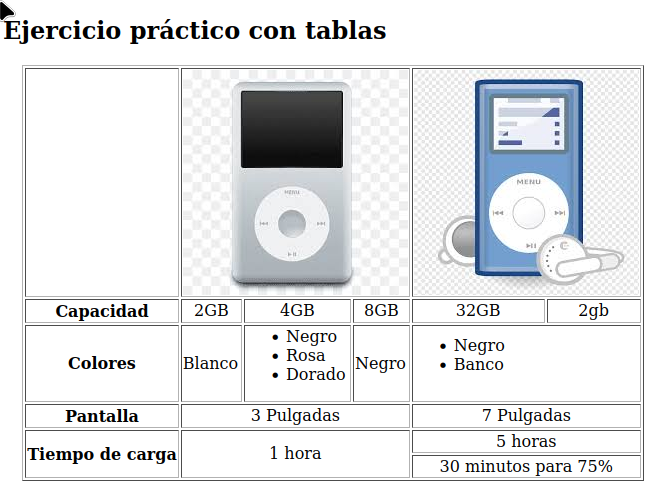 Ejercicio práctico con tablas
MENU
MENU
Capacidad 2GB 4GB 8GB 32GB 2gb
Colores Blanco
Negro
Rosa
Dorado
Negro
Negro
Banco
Pantalla 3 Pulgadas 7 Pulgadas
Tiempo de carga 1 hora
5 horas
30 minutos para 75%